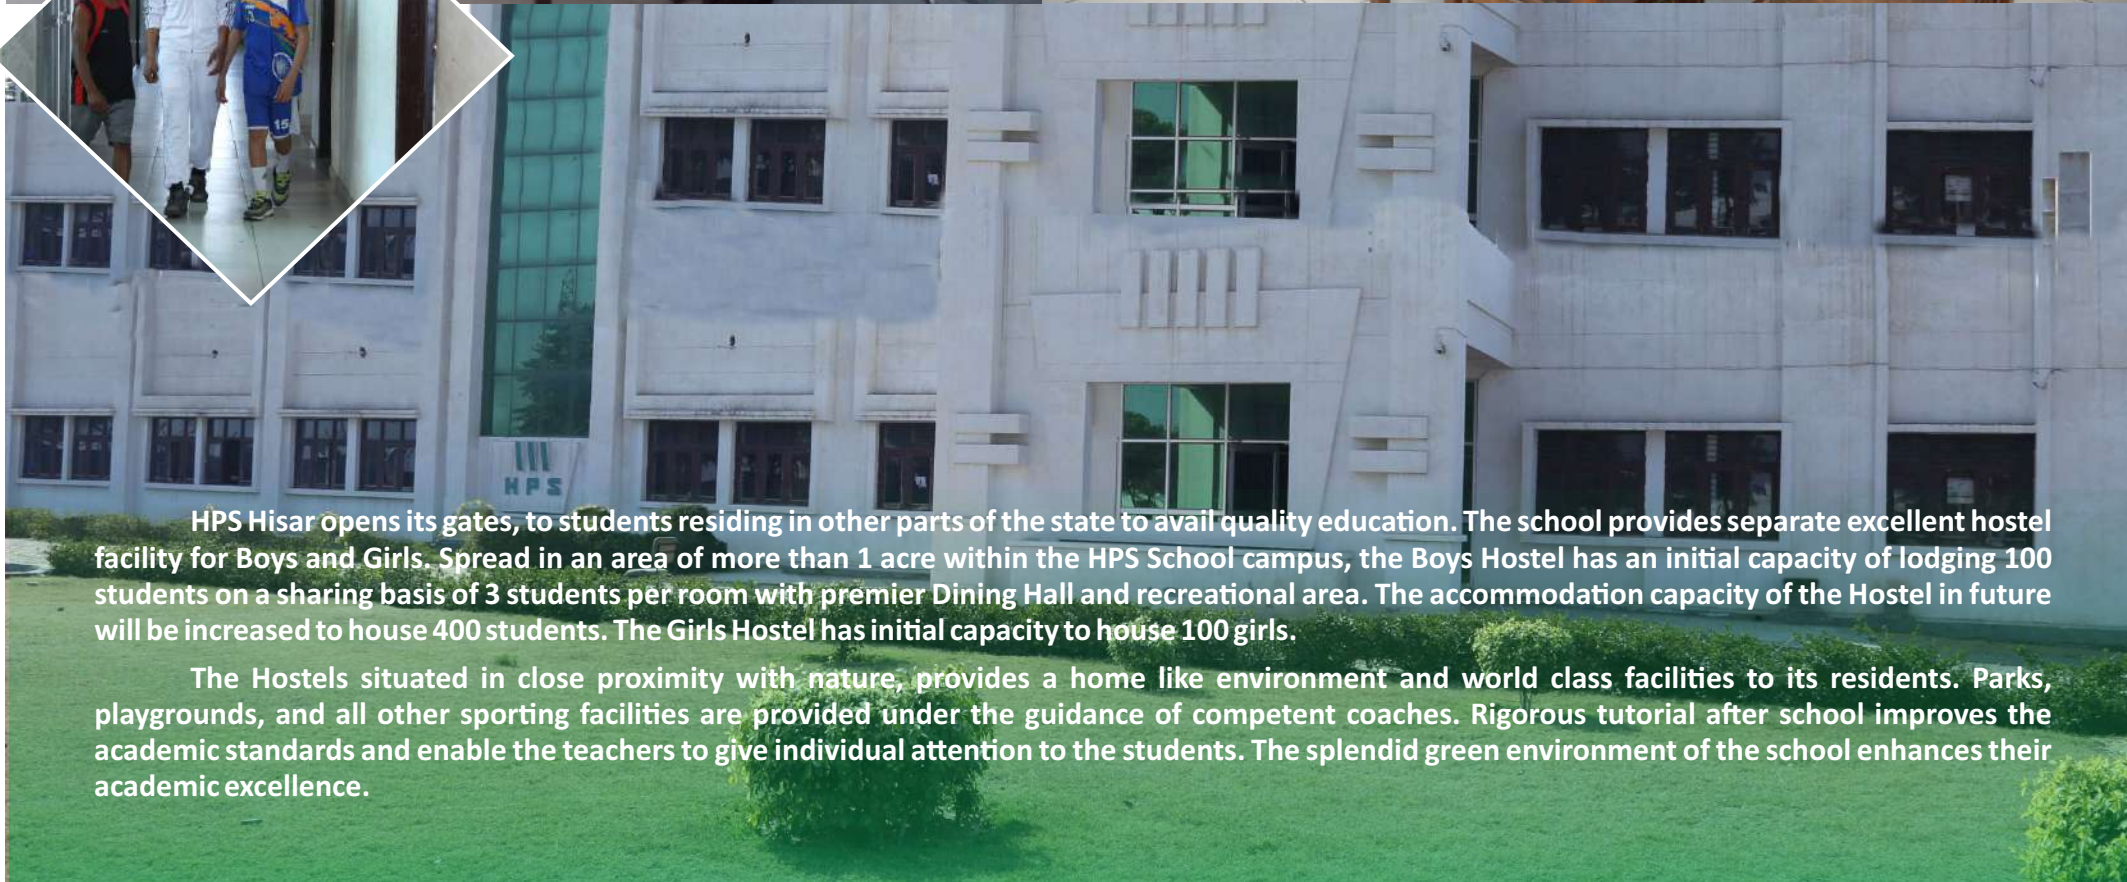 15
HPS
HPS Hisar opens its gates, to students residing in other parts of the state to avail quality education. The school provides separate excellent hostel
facility for Boys and Girls. Spread in an area of more than 1 acre within the HPS School campus, the Boys Hostel has an initial capacity of lodging 100
students on a sharing basis of 3 students per room with premier Dining Hall and recreational area. The accommodation capacity of the Hostel in future
will be increased to house 400 students. The Girls Hostel has initial capacity to house 100 girls.
The Hostels situated in close proximity with nature, provides a home like environment and world class facilities to its residents. Parks,
playgrounds, and all other sporting facilities are provided under the guidance of competent coaches. Rigorous tutorial after school improves the
academic standards and enable the teachers to give individual attention to the students. The splendid green environment of the school enhances their
academic excellence.